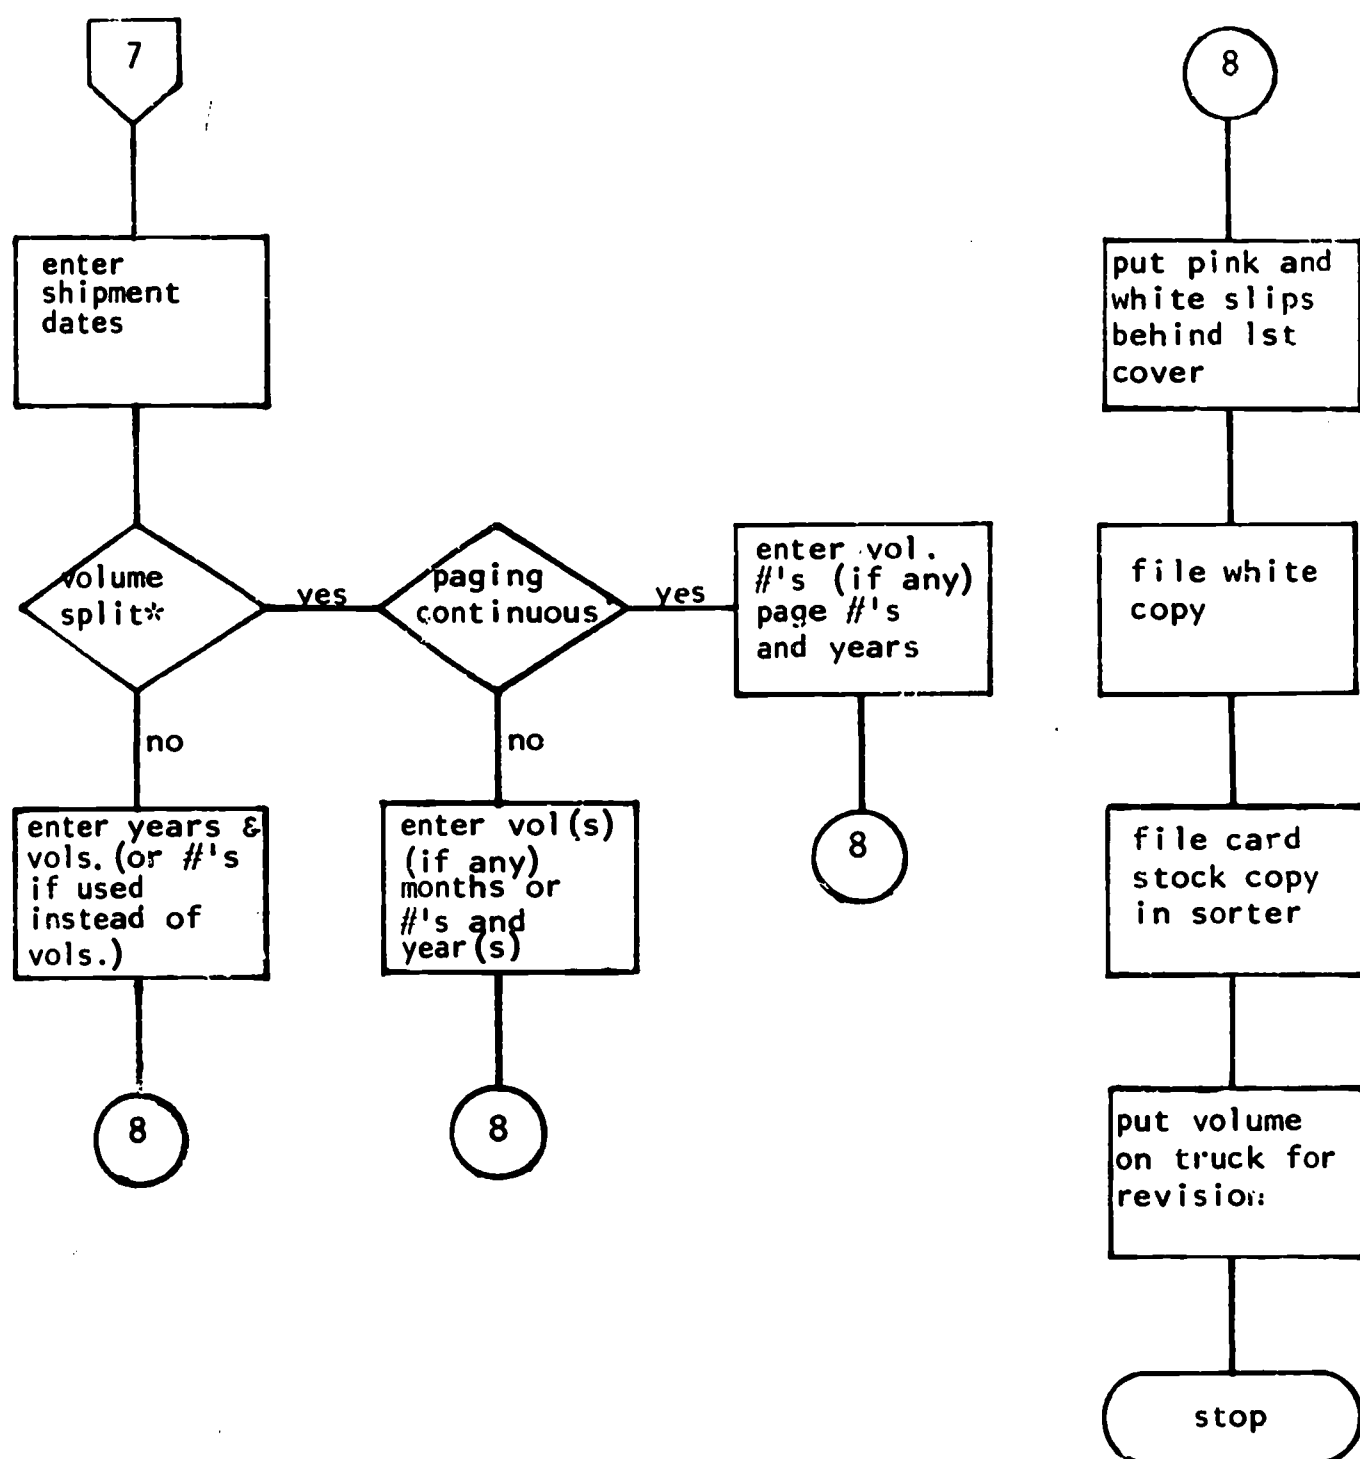 7
enter
shipment
dates
volume
split*
yes
paging
continuous
yes
enter vol.
#'s (if any)
page #'s
and years
no
no
enter years &
vols. (or #'s
if used
instead of
vols.)
enter vol(s)
(if any)
months or
#'s and
year(s)
8
8
8
8
put pink and
white slips
behind 1st
cover
file white
copy
file card
stock copy
in sorter
put volume
on truck for
revision
stop